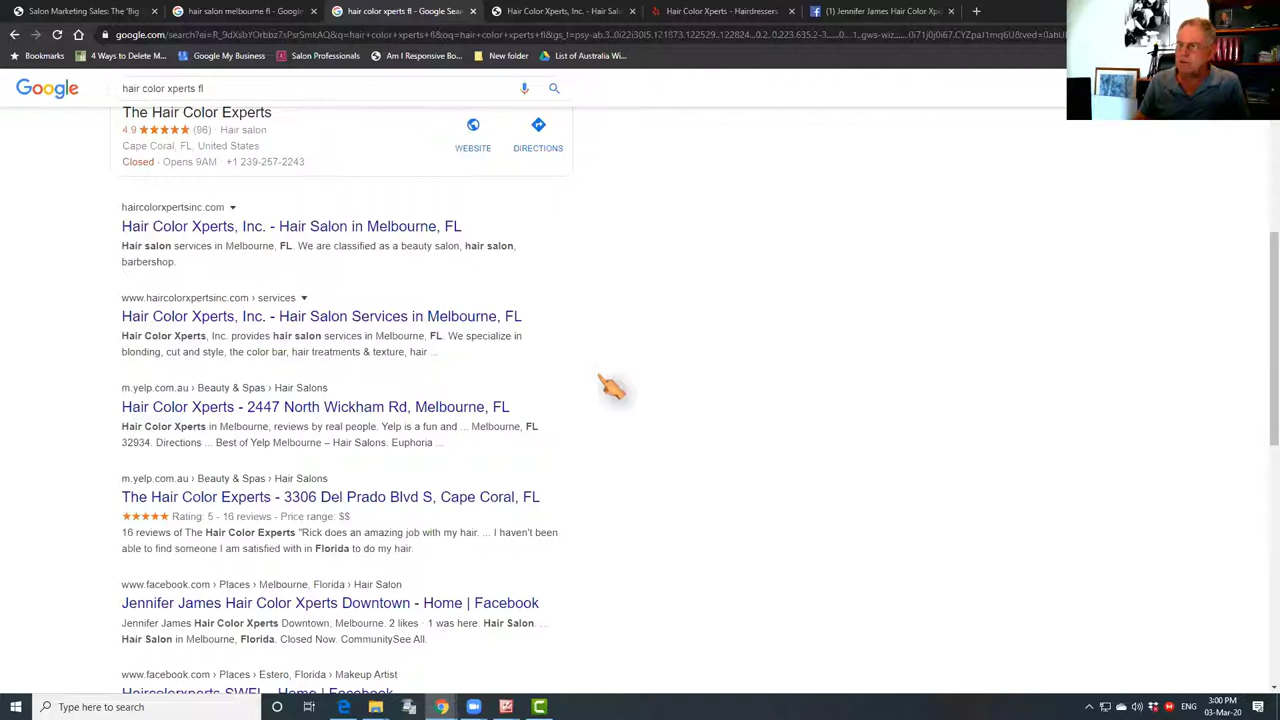 Salon Marketing Sales: The 'Big
hair salon melbourne fl - Google
hair color xperts fl - Google Sear
Hair Color Xperts, Inc. - Hair Sal
Hair Color Xperts - Hairdressers
(1) Jennifer James Hair Color Xp
Bookmarks
4 Ways to Delete M...
Google My Business
Salon Professionals
Am I Responsive
New folder
List of Australia Wi...
Google
hair color xperts fl
The Hair Color Experts
4.9 ★★★★★ (96) · Hair salon
Cape Coral, FL, United States
Closed · Opens 9AM · +1 239-257-2243
WEBSITE
DIRECTIONS
haircolorxpertsinc.com
Hair Color Xperts, Inc. - Hair Salon in Melbourne, FL
Hair salon services in Melbourne, FL. We are classified as a beauty salon, hair salon,
barbershop.
www.haircolorxpertsinc.com › services
Hair Color Xperts, Inc. - Hair Salon Services in Melbourne, FL
Hair Color Xperts, Inc. provides hair salon services in Melbourne, FL. We specialize in
blonding, cut and style, the color bar, hair treatments & texture, hair ...
m.yelp.com.au › Beauty & Spas › Hair Salons
Hair Color Xperts - 2447 North Wickham Rd, Melbourne, FL
Hair Color Xperts in Melbourne, reviews by real people. Yelp is a fun and ... Melbourne, FL
32934. Directions ... Best of Yelp Melbourne – Hair Salons. Euphoria ...
m.yelp.com.au › Beauty & Spas › Hair Salons
The Hair Color Experts - 3306 Del Prado Blvd S, Cape Coral, FL
★★★★★ Rating: 5 - 16 reviews - Price range: $$
16 reviews of The Hair Color Experts "Rick does an amazing job with my hair. ... I haven't been
able to find someone I am satisfied with in Florida to do my hair.
www.facebook.com › Places › Melbourne, Florida › Hair Salon
Jennifer James Hair Color Xperts Downtown - Home | Facebook
Jennifer James Hair Color Xperts Downtown, Melbourne. 2 likes · 1 was here. Hair Salon. ...
Hair Salon in Melbourne, Florida. Closed Now. CommunitySee All.
www.facebook.com › Places › Estero, Florida › Makeup Artist
Haircolorxperts SWFL - Home | Facebook
Type here to search
ENG
3:00 PM
03-Mar-20